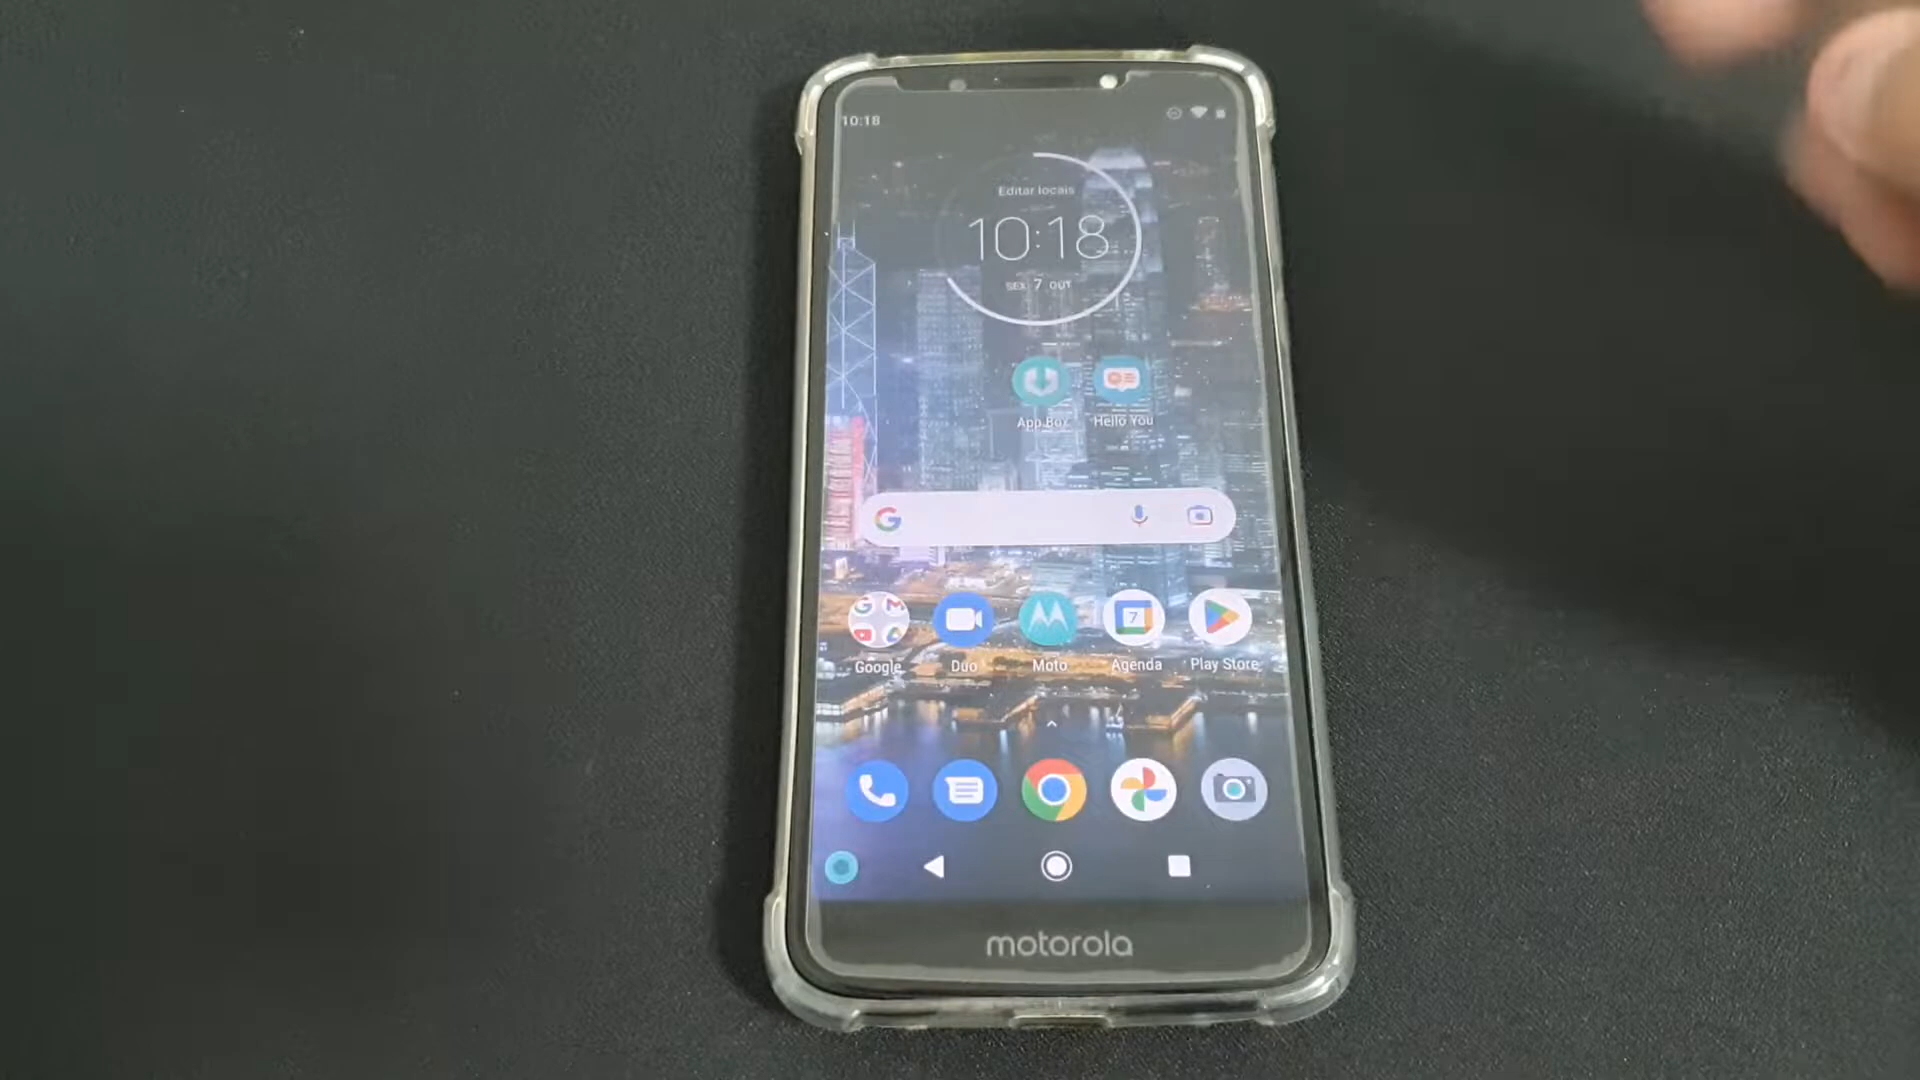 10:18
Editar locais
10:18
SEX 7 OUT
App Box
Hello You
G
7
Google
Duo
Moto
Agenda
Play Store
motorola